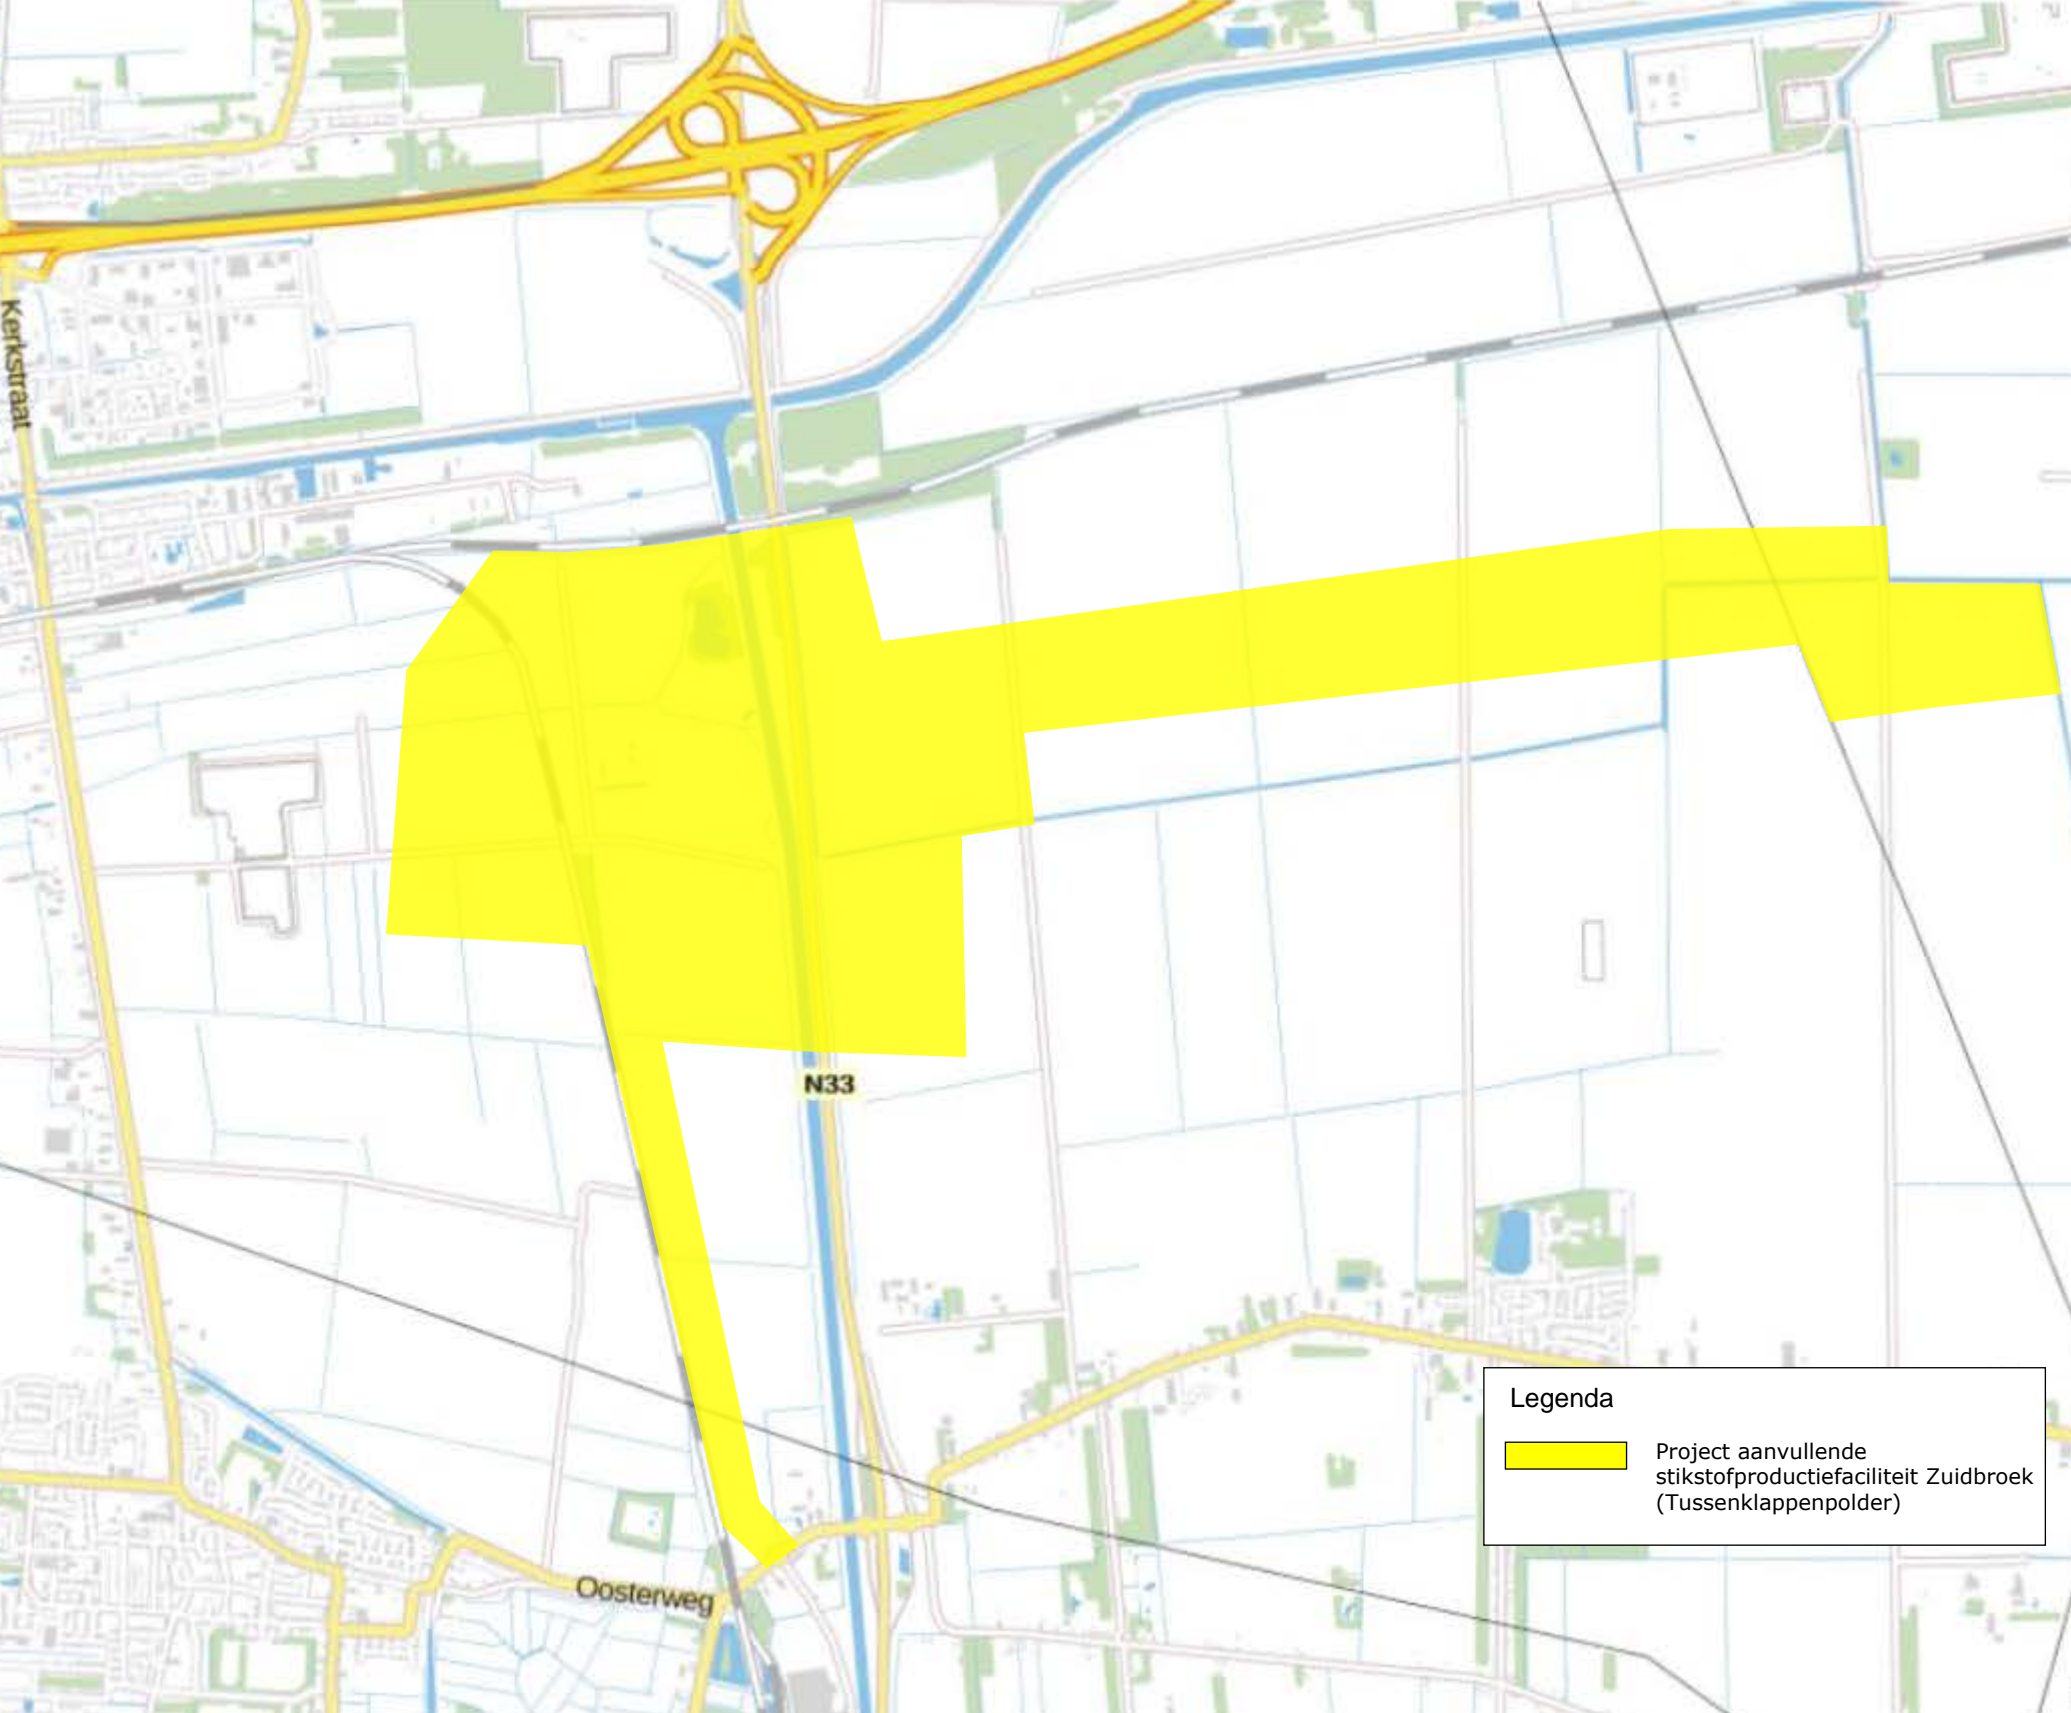 Kerkstraat
N33
Oosterweg
Legenda
Project aanvullende
stikstofproductiefaciliteit Zuidbroek
(Tussenklappenpolder)